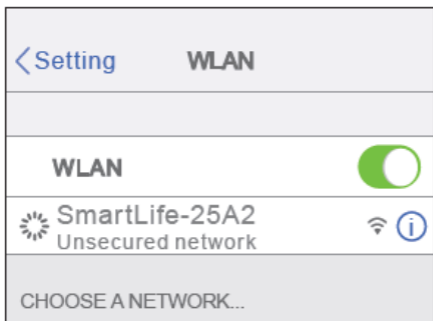 Setting WLAN
WLAN
SmartLife-25A2
Unsecured network
CHOOSE A NETWORK...